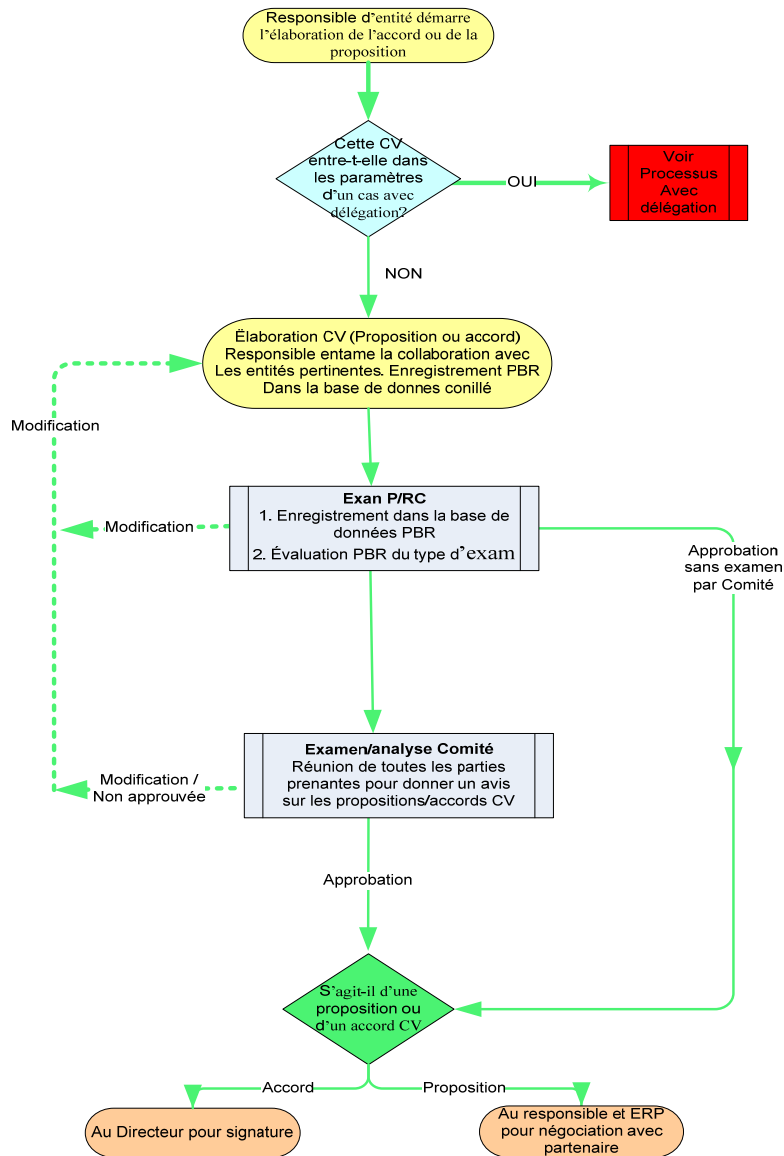 Responsible d'entité démarre
l'élaboration de l'accord ou de la
proposition
Cette CV
entre-t-elle dans
les paramètres
d'un cas avec
délégation?
OUI
Voir
Processus
Avec
délégation
NON
Ëlaboration CV (Proposition ou accord)
Responsible entame la collaboration avec
Les entités pertinentes. Enregistrement PBR
Dans la base de donnes conillé
Modification
Exan P/RC
1. Enregistrement dans la base de
données PBR
2. Évaluation PBR du type d'exam
Modification
Approbation
sans examen
par Comité
Examen/analyse Comité
Réunion de toutes les parties
prenantes pour donner un avis
sur les propositions/accords CV
Modification /
Non approuvée
Approbation
S'agit-il d'une
proposition ou
d'un accord CV
Accord
Proposition
Au Directeur pour signature
Au responsible et ERP
pour négociation avec
partenaire